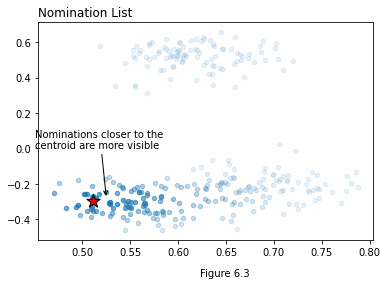 Nomination List
0.6
0.4
0.2
0.0
Nominations closer to the
centroid are more visible
−0.2
−0.4
0.50 0.55 0.60 0.65 0.70 0.75 0.80
Figure 6.3